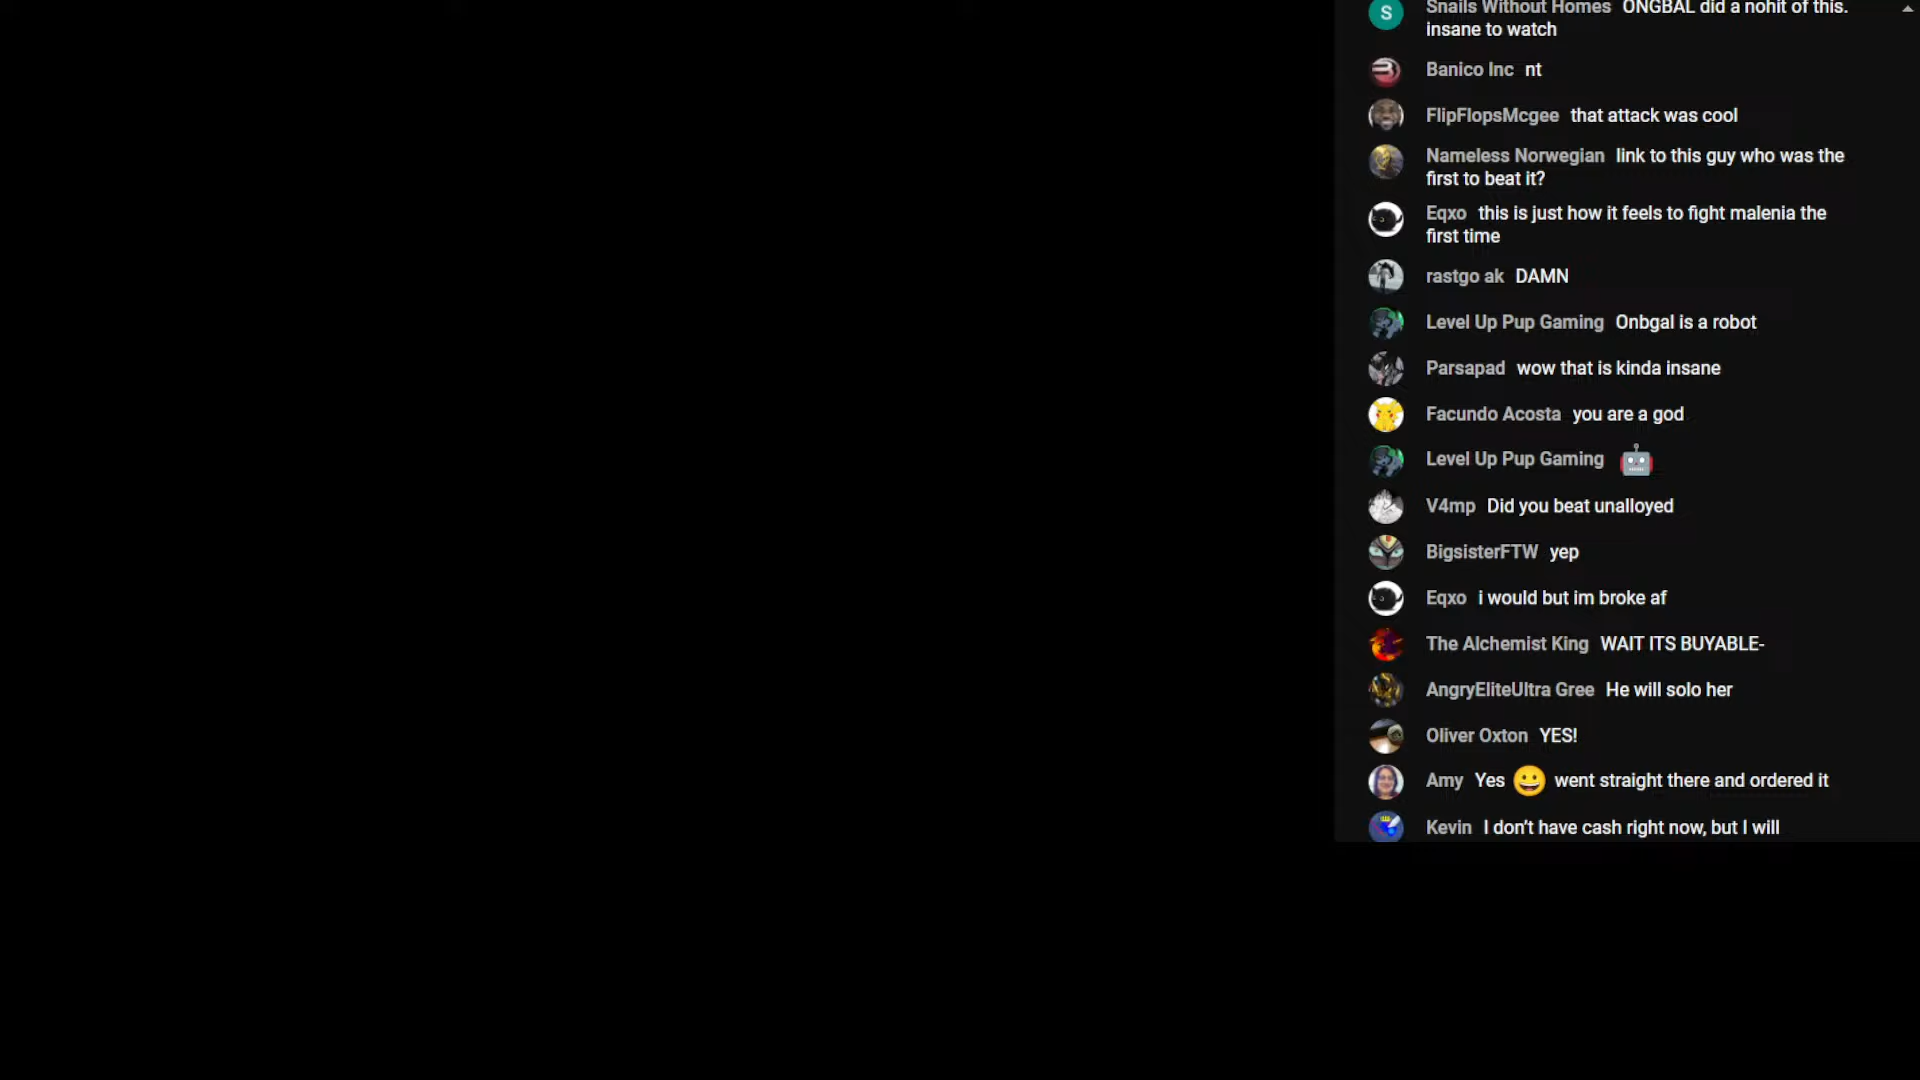 Snails Without Homes ONGBAL did a nohit of this.
insane to watch
Banico Inc nt
FlipFlopsMcgee that attack was cool
Nameless Norwegian link to this guy who was the
first to beat it?
Eqxo this is just how it feels to fight malenia the
first time
rastgo ak DAMN
Level Up Pup Gaming Onbgal is a robot
Parsapad wow that is kinda insane
Facundo Acosta you are a god
Level Up Pup Gaming 🤖
V4mp Did you beat unalloyed
BigsisterFTW yep
Eqxo i would but im broke af
The Alchemist King WAIT ITS BUYABLE-
AngryEliteUltra Gree He will solo her
Oliver Oxton YES!
Amy Yes 😀 went straight there and ordered it
Kevin I don't have cash right now, but I will